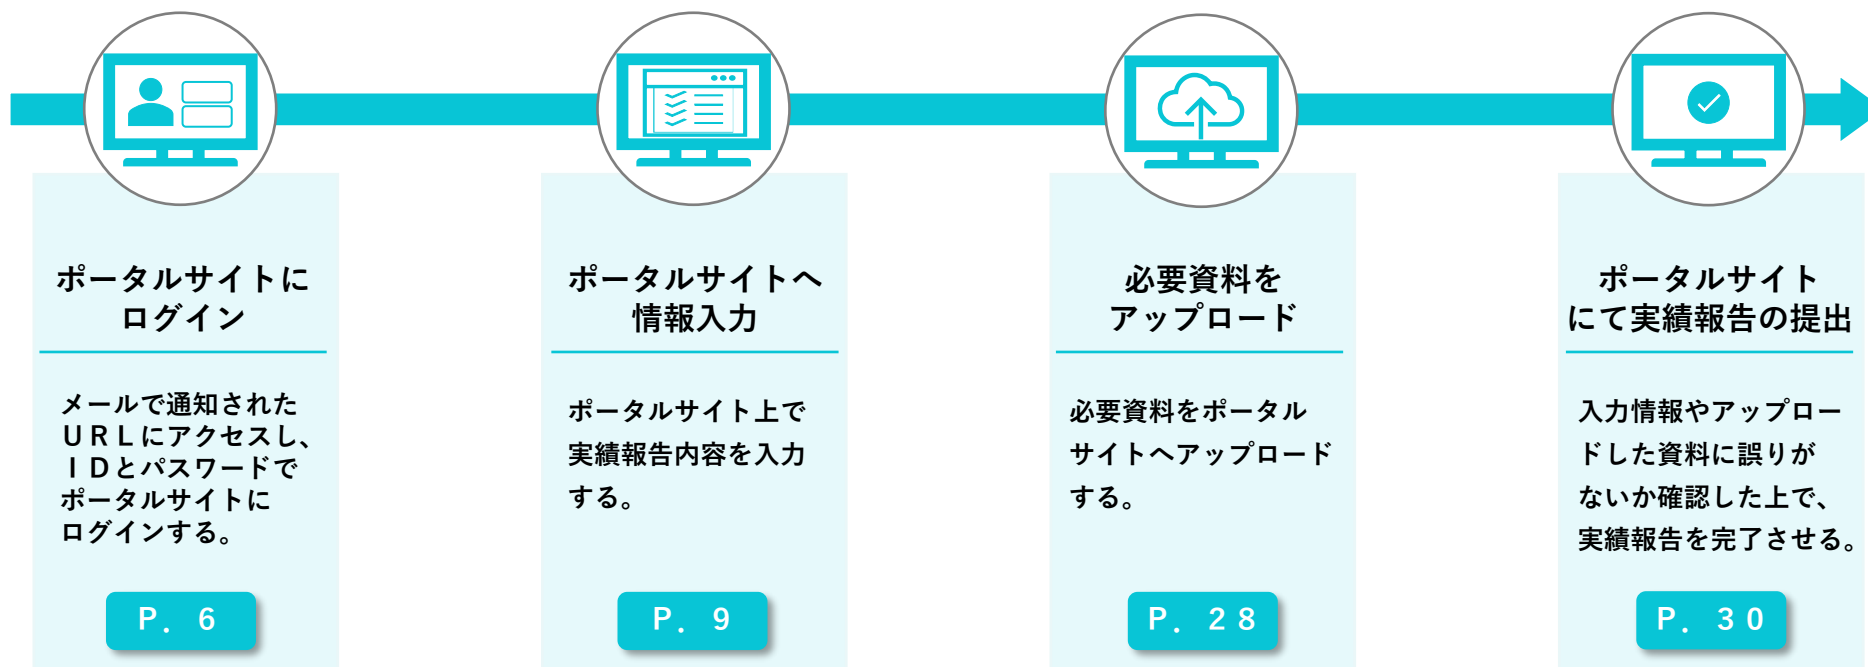 ポータルサイトに
ログイン
メールで通知された
ＵＲＬにアクセスし、
ＩＤとパスワードで
ポータルサイトに
ログインする。
Ｐ．６
ポータルサイトへ
情報入力
ポータルサイト上で
実績報告内容を入力
する。
Ｐ．９
必要資料を
アップロード
必要資料をポータル
サイトへアップロード
する。
Ｐ．２８
ポータルサイト
にて実績報告の提出
入力情報やアップロー
ドした資料に誤りが
ないか確認した上で、
実績報告を完了させる。
Ｐ．３０